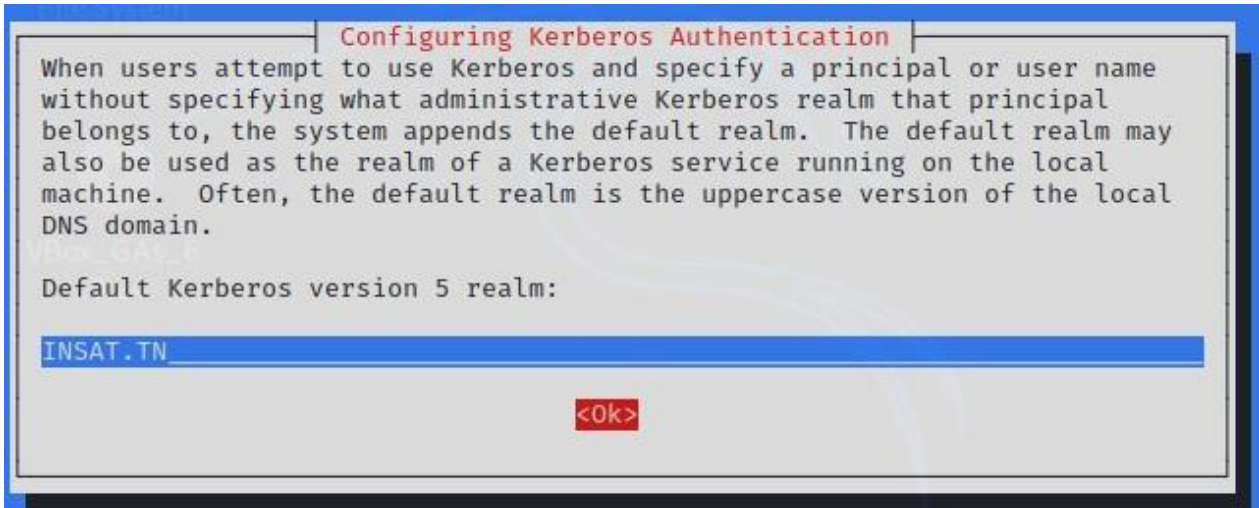 Configuring Kerberos Authentication
When users attempt to use Kerberos and specify a principal or user name
without specifying what administrative Kerberos realm that principal
belongs to, the system appends the default realm.  The default realm may
also be used as the realm of a Kerberos service running on the local
machine.  Often, the default realm is the uppercase version of the local
DNS domain.
VBox_GAs_6
Default Kerberos version 5 realm:
INSAT.TN
<Ok>